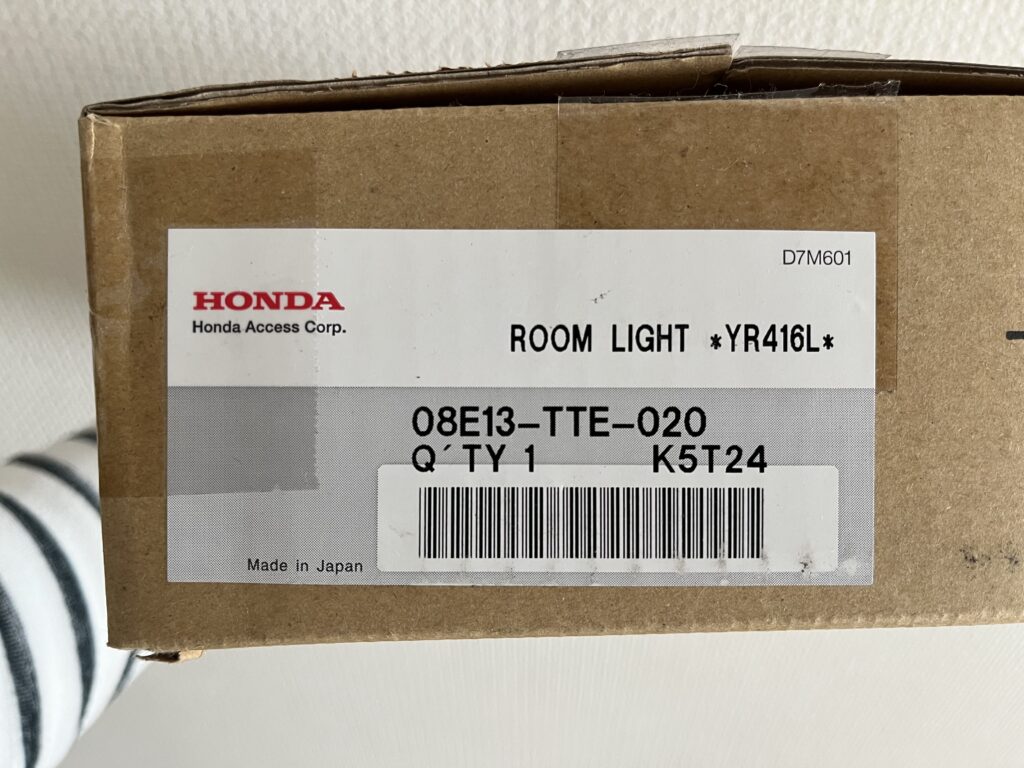 D7M601
HONDA
Honda Access Corp.
ROOM LIGHT *YR416L*
08E13-TTE-020
Q´TY 1 K5T24
Made in Japan